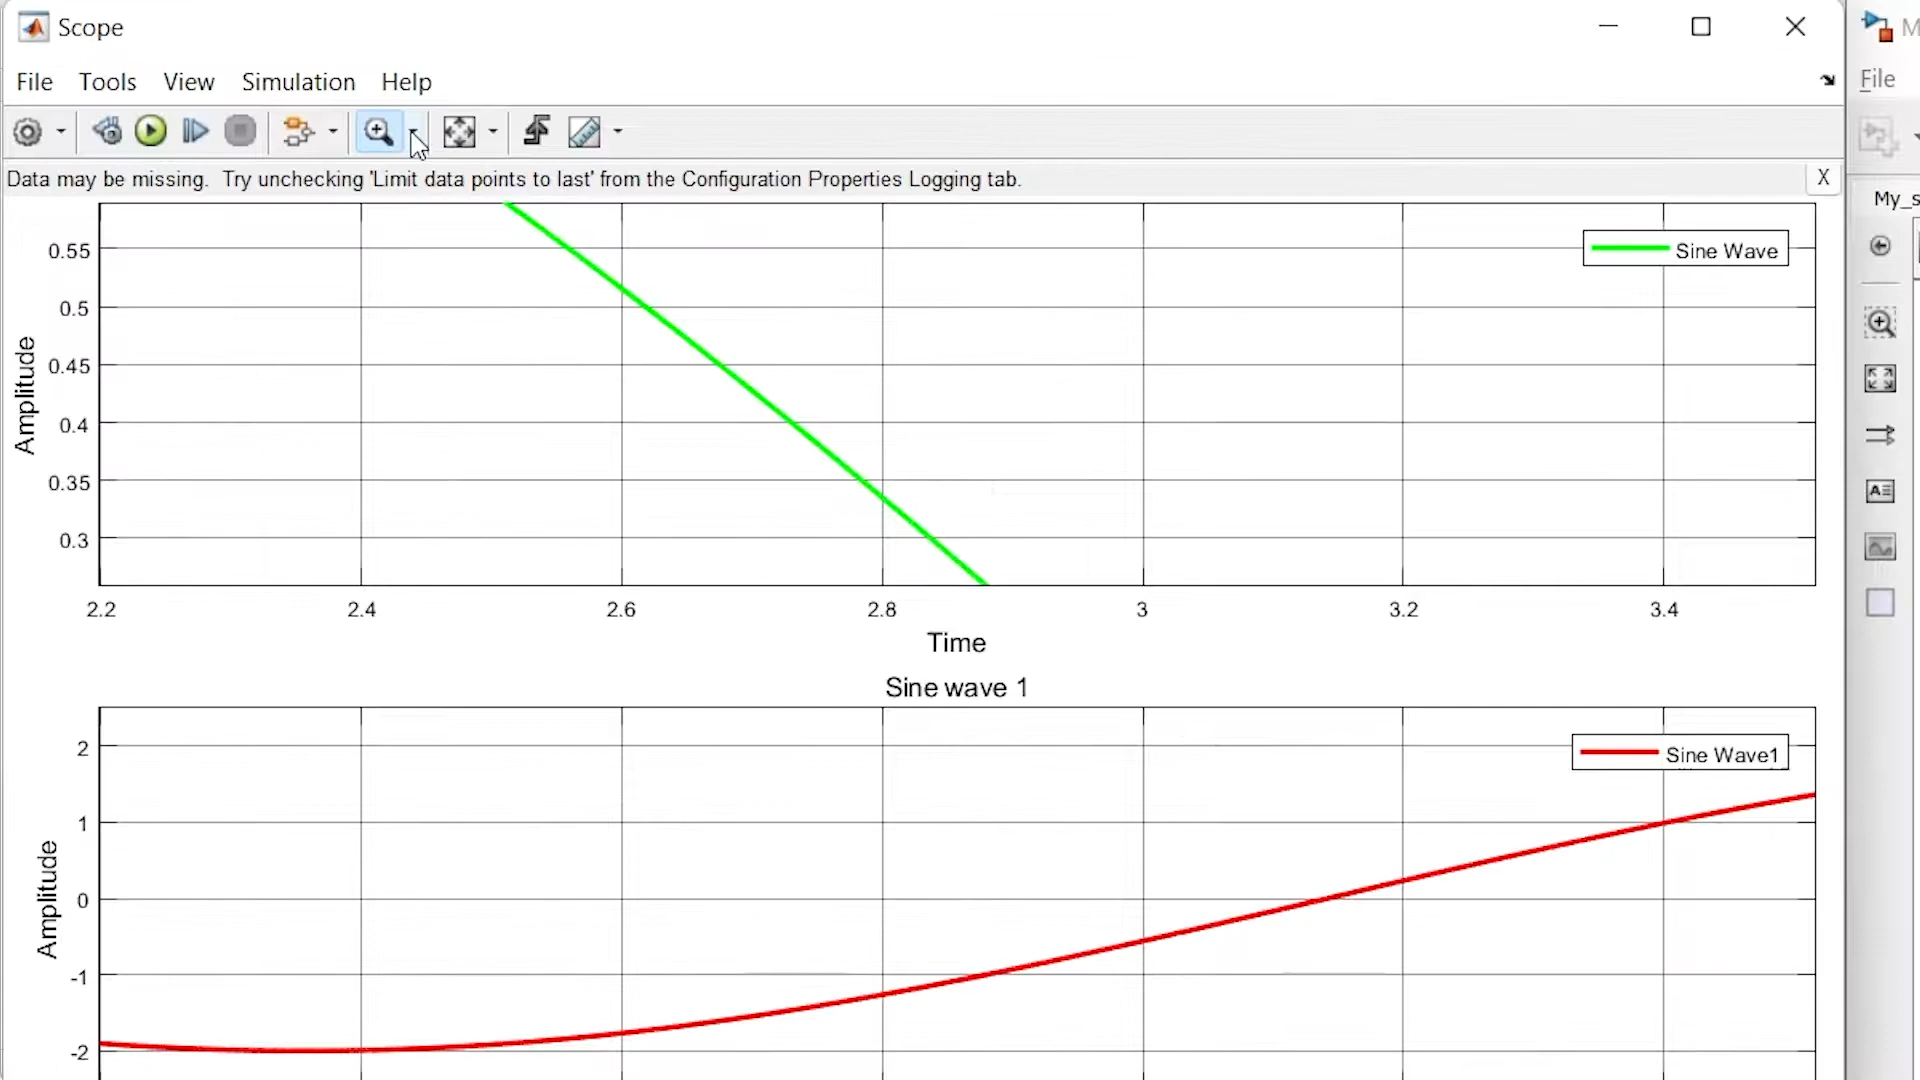 Scope
File Tools View Simulation Help
File
Data may be missing. Try unchecking 'Limit data points to last' from the Configuration Properties Logging tab.
X
My_s
0.55
0.5
0.45
0.4
0.35
0.3
Amplitude
Sine Wave
2.2 2.4 2.6 2.8 3 3.2 3.4
Time
Sine wave 1
2
1
0
-1
-2
Amplitude
Sine Wave1
M
A